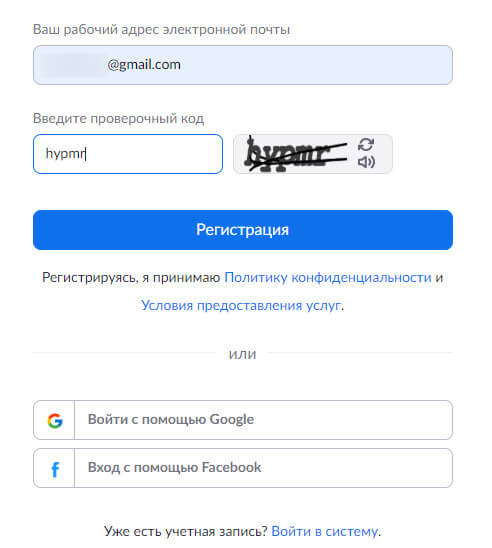 Ваш рабочий адрес электронной почты
@gmail.com
Введите проверочный код
hypmr
hypmr
Регистрация
Регистрируясь, я принимаю Политику конфиденциальности и
Условия предоставления услуг.
или
Войти с помощью Google
Вход с помощью Facebook
Уже есть учетная запись? Войти в систему.